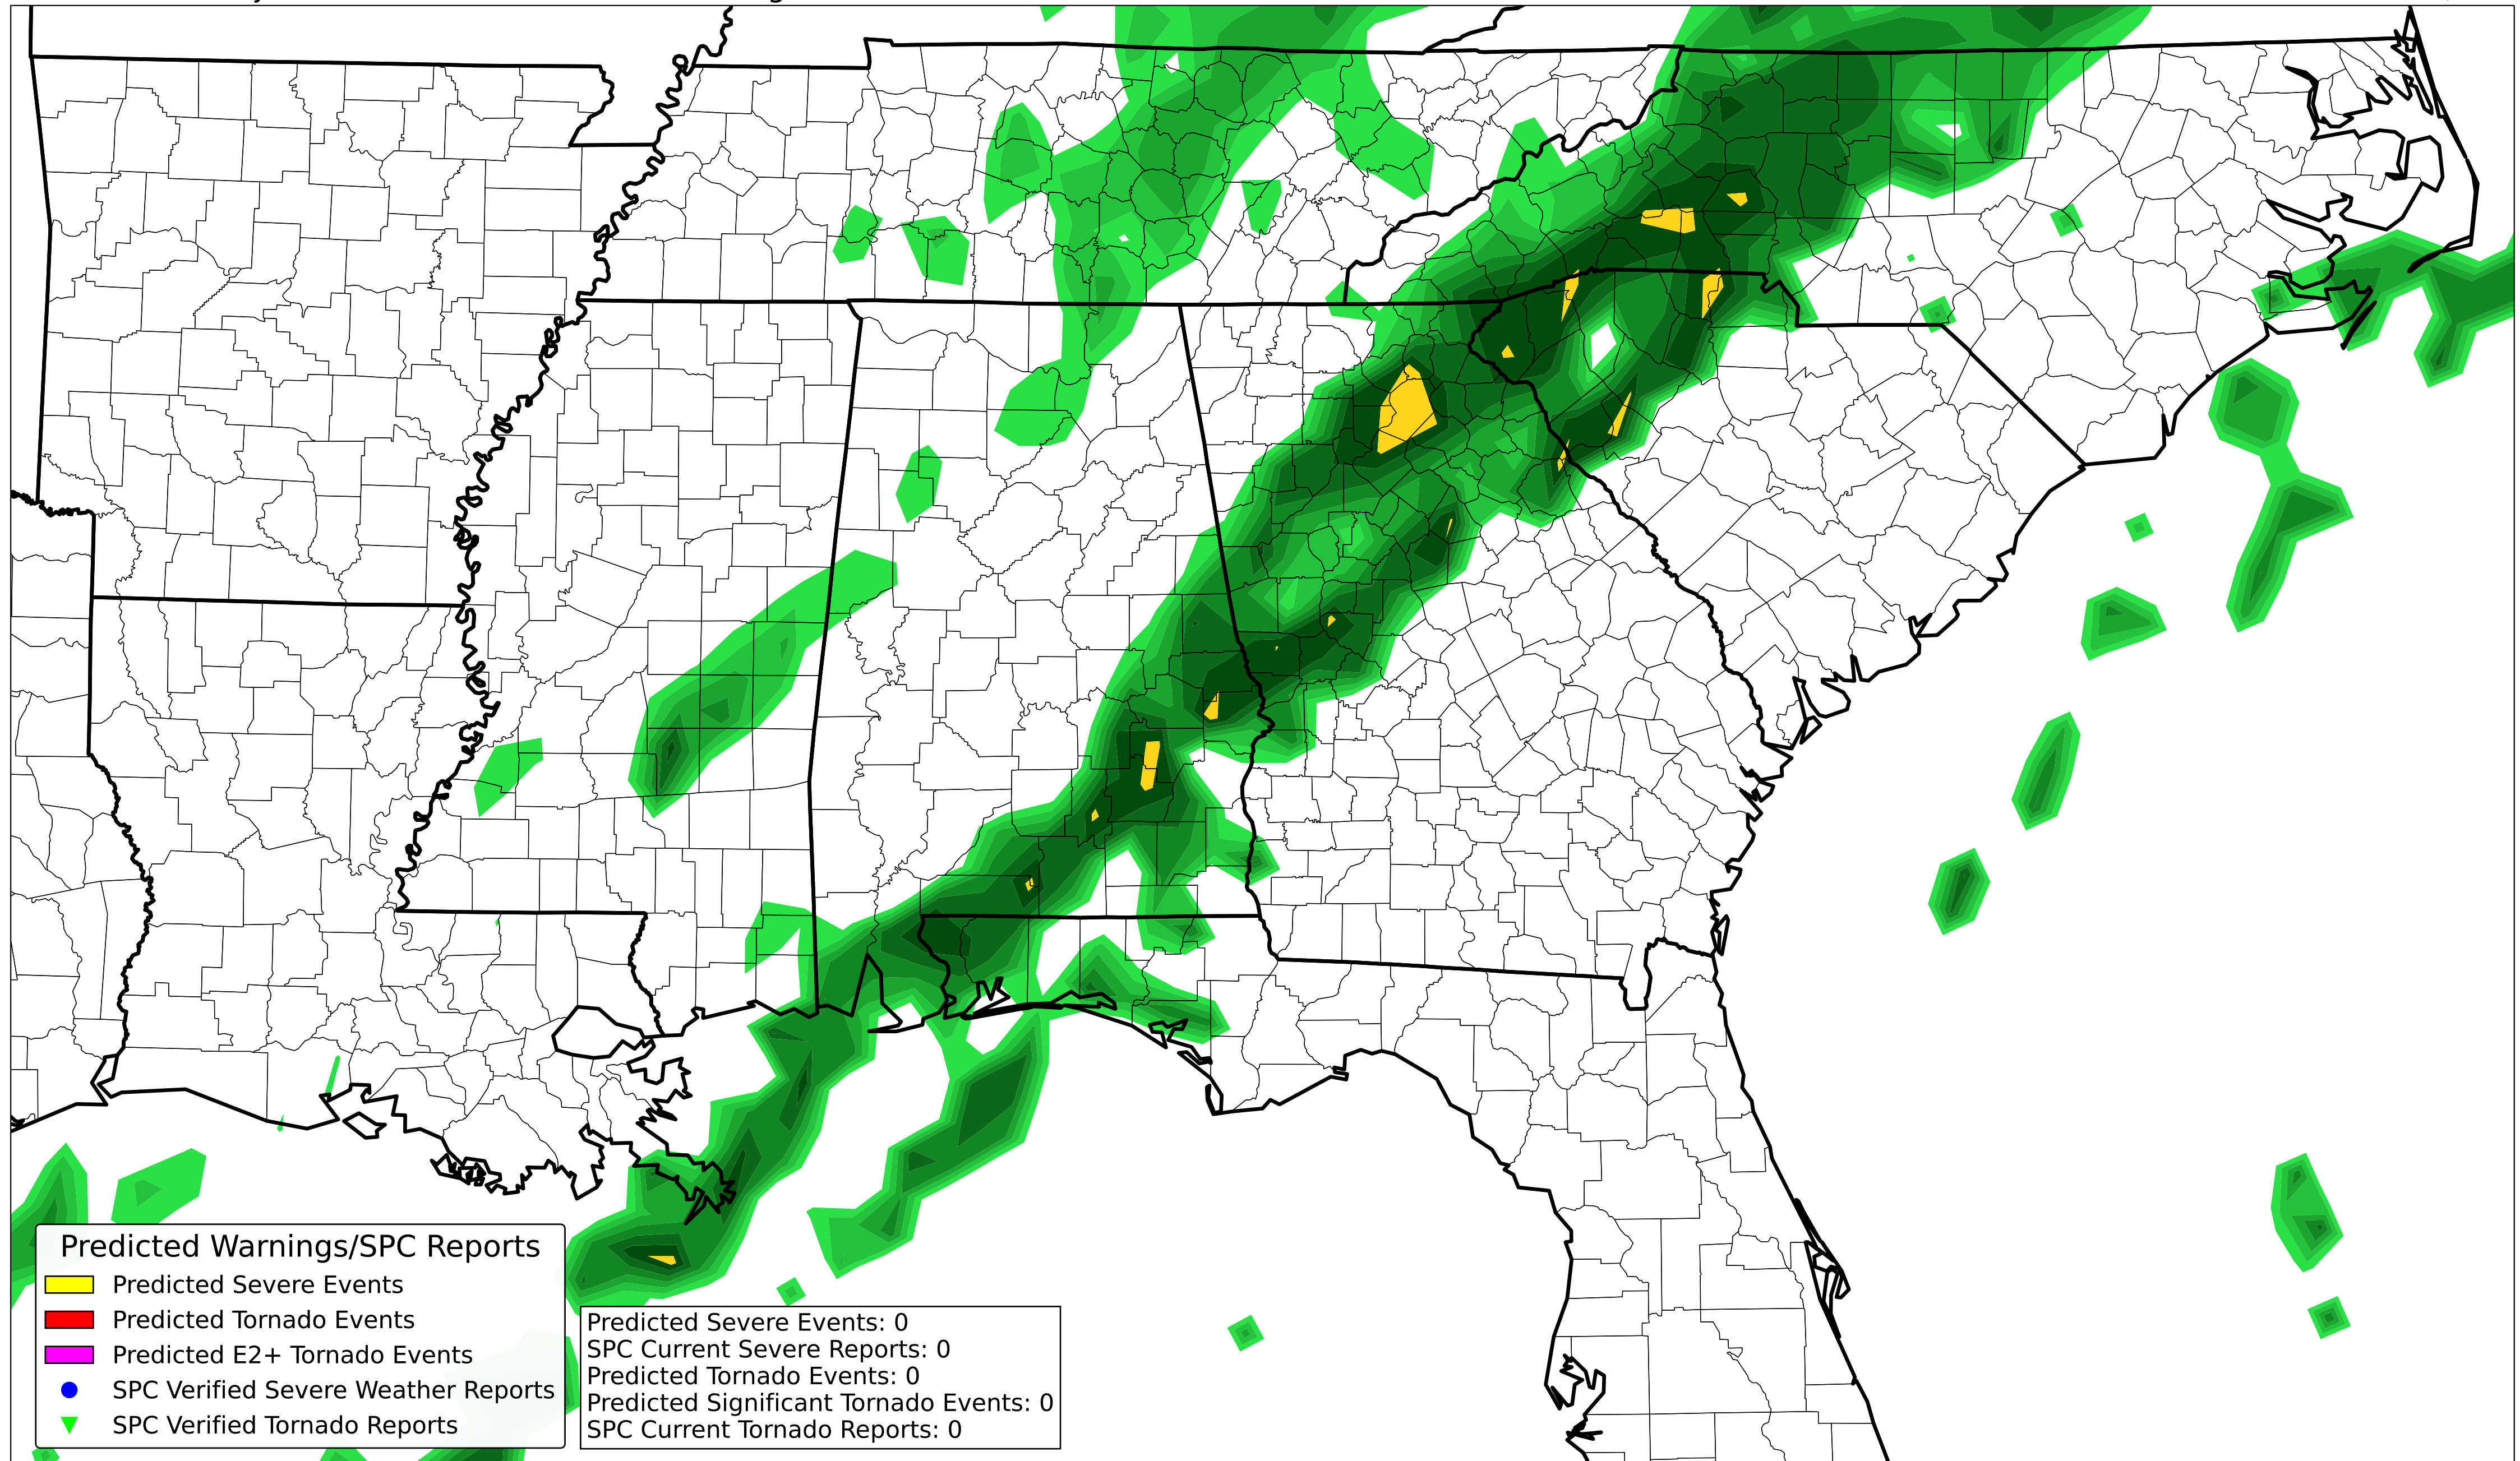 Predicted Warnings/SPC Reports
Predicted Severe Events
Predicted Tornado Events
Predicted E2+ Tornado Events
SPC Verified Severe Weather Reports
SPC Verified Tornado Reports
Predicted Severe Events: 0
SPC Current Severe Reports: 0
Predicted Tornado Events: 0
Predicted Significant Tornado Events: 0
SPC Current Tornado Reports: 0